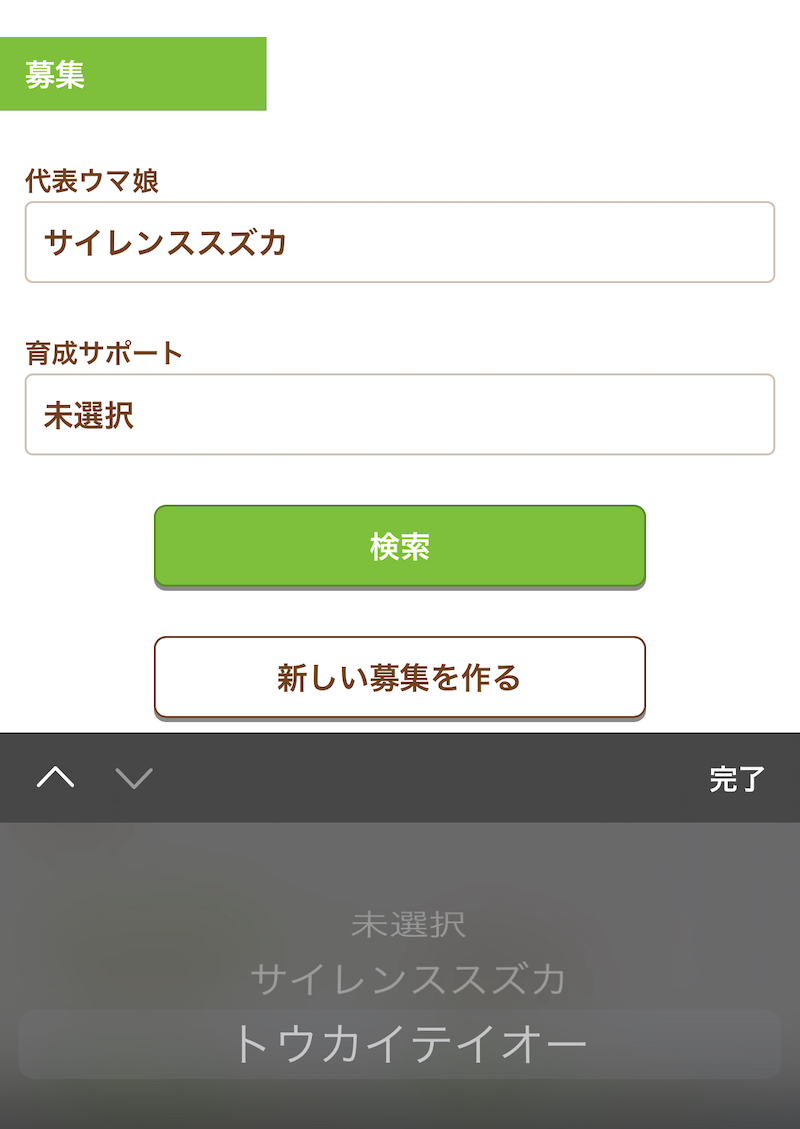 募集
代表ウマ娘
サイレンススズカ
育成サポート
未選択
検索
新しい募集を作る
完了
未選択
サイレンススズカ
トウカイテイオー